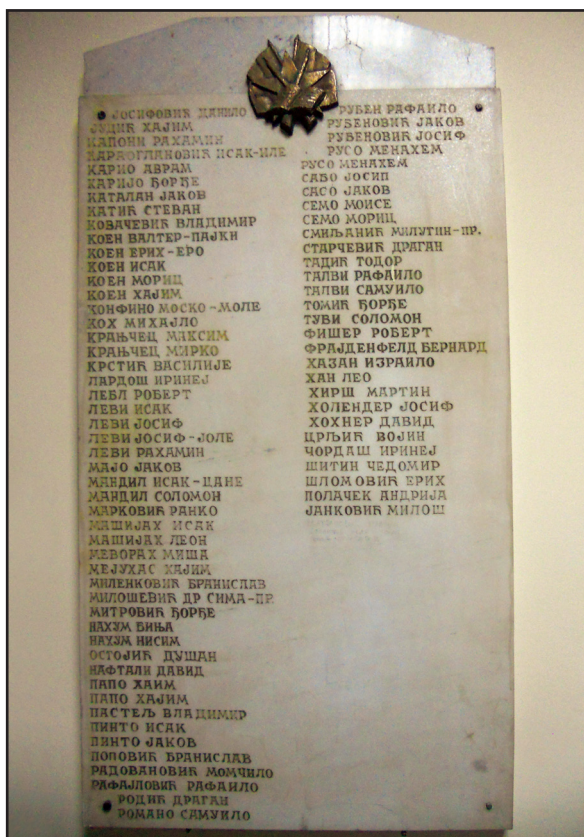 ЈОСИФОВИЋ ДАНИЛО
ЈУДИЋ ХАЈИМ
КАПОНИ РАХАМИН
КАРАОГЛАНОВИЋ ИСАК-ИЛЕ
КАРИО АВРАМ
КАРИЈО ЂОРЂЕ
КАТАЛАН ЈАКОВ
КАТИЋ СТЕВАН
КОВАЧЕВИЋ ВЛАДИМИР
КОЕН ВАЛТЕР-ПАЈКИ
КОЕН ЕРИХ-ЕРО
КОЕН ИСАК
КОЕН МОРИЦ
КОЕН ХАЈИМ
КОНФИНО МОСКО-МОЛЕ
КОХ МИХАЈЛО
КРАЊЧЕЦ МАКСИМ
КРАЊЧЕЦ МИРКО
КРСТИЋ ВАСИЛИЈЕ
ЛАРДОШ ИРИНЕЈ
ЛЕБЛ РОБЕРТ
ЛЕВИ ИСАК
ЛЕВИ ЈОСИФ
ЛЕВИ ЈОСИФ-ЈОЛЕ
ЛЕВИ РАХАМИН
МАЈО ЈАКОВ
МАНДИЛ ИСАК-ЦАНЕ
МАНДИЛ СОЛОМОН
МАРКОВИЋ РАНКО
МАШИЈАХ ИСАК
МАШИЈАХ ЛЕОН
МЕВОРАХ МИША
МЕЈУХАС ХАЈИМ
МИЛЕНКОВИЋ БРАНИСЛАВ
МИЛОШЕВИЋ ДР СИМА-ПР.
МИТРОВИЋ ЂОРЂЕ
НАХУМ БИЊА
НАХУМ НИСИМ
ОСТОЈИЋ ДУШАН
НАФТАЛИ ДАВИД
ПАПО ХАИМ
ПАПО ХАЈИМ
ПАСТЕЉ ВЛАДИМИР
ПИНТО ИСАК
ПИНТО ЈАКОВ
ПОПОВИЋ БРАНИСЛАВ
РАДОВАНОВИЋ МОМЧИЛО
РАФАЈЛОВИЋ РАФАИЛО
РОДИЋ ДРАГАН
РОМАНО САМУИЛО
РУБЕН РАФАИЛО
РУБЕНОВИЋ ЈАКОВ
РУБЕНОВИЋ ЈОСИФ
РУСО МЕНАХЕМ
РУСО МЕНАХЕМ
САБО ЈОСИП
САСО ЈАКОВ
СЕМО МОИСЕ
СЕМО МОРИЦ
СМИЉАНИЋ МИЛУТИН-ПР.
СТАРЧЕВИЋ ДРАГАН
ТАДИЋ ТОДОР
ТАЛВИ РАФАИЛО
ТАПВИ САМУИЛО
ТОМИЋ ЂОРЂЕ
ТУВИ СОЛОМОН
ФИШЕР РОБЕРТ
ФРАЈДЕНФЕЛД БЕРНАРД
ХАЗАН ИЗРАИЛО
ХАН ЛЕО
ХИРШ МАРТИН
ХОЛЕНДЕР ЈОСИФ
ХОХНЕР ДАВИД
ЦРЉИЋ ВОЈИН
ЧОРДАШ ИРИНЕЈ
ШИТИН ЧЕДОМИР
ШЛОМОВИЋ ЕРИХ
ПОЛАЧЕК АНДРИЈА
ЈАНКОВИЋ МИЛОШ